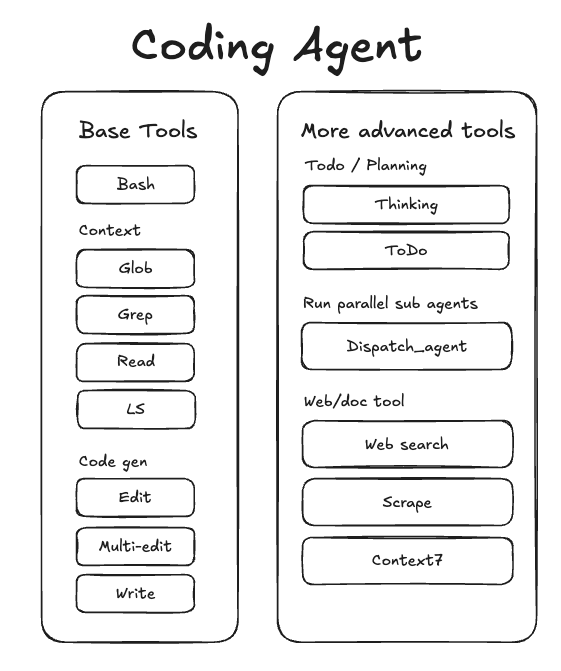 Coding Agent
Base Tools
Bash
Context
Glob
Grep
Read
LS
Code gen
Edit
Multi-edit
Write
More advanced tools
Todo / Planning
Thinking
ToDo
Run parallel sub agents
Dispatch_agent
Web/doc tool
Web search
Scrape
Context7